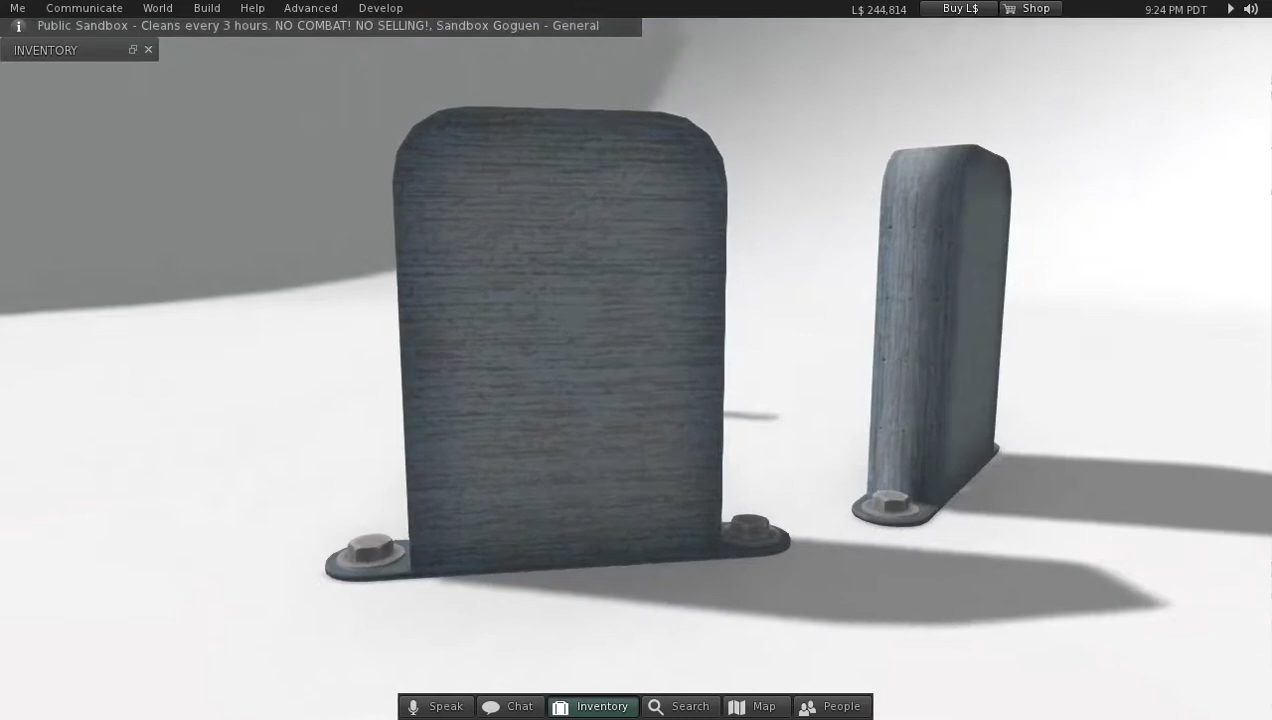 Me Communicate World Build Help Advanced Develop L$ 244,814 Buy L$ Shop 9:24 PM PDT
Public Sandbox - Cleans every 3 hours. NO COMBAT! NO SELLING!, Sandbox Goguen - General
INVENTORY
Speak Chat Inventory Search Map People